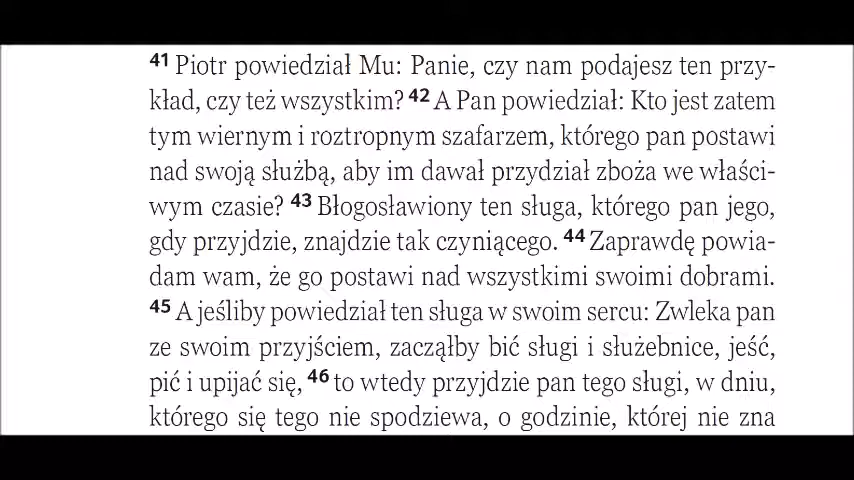 41 Piotr powiedział Mu: Panie, czy nam podajesz ten przy-
kład, czy też wszystkim? 42 A Pan powiedział: Kto jest zatem
tym wiernym i roztropnym szafarzem, którego pan postawi
nad swoją służbą, aby im dawał przydział zboża we właści-
wym czasie? 43 Błogosławiony ten sługa, którego pan jego,
gdy przyjdzie, znajdzie tak czyniącego. 44 Zaprawdę powia-
dam wam, że go postawi nad wszystkimi swoimi dobrami.
45 A jeśliby powiedział ten sługa w swoim sercu: Zwleka pan
ze swoim przyjściem, zacząłby bić sługi i służebnice, jeść,
pić i upijać się, 46 to wtedy przyjdzie pan tego sługi, w dniu,
którego się tego nie spodziewa, o godzinie, której nie zna